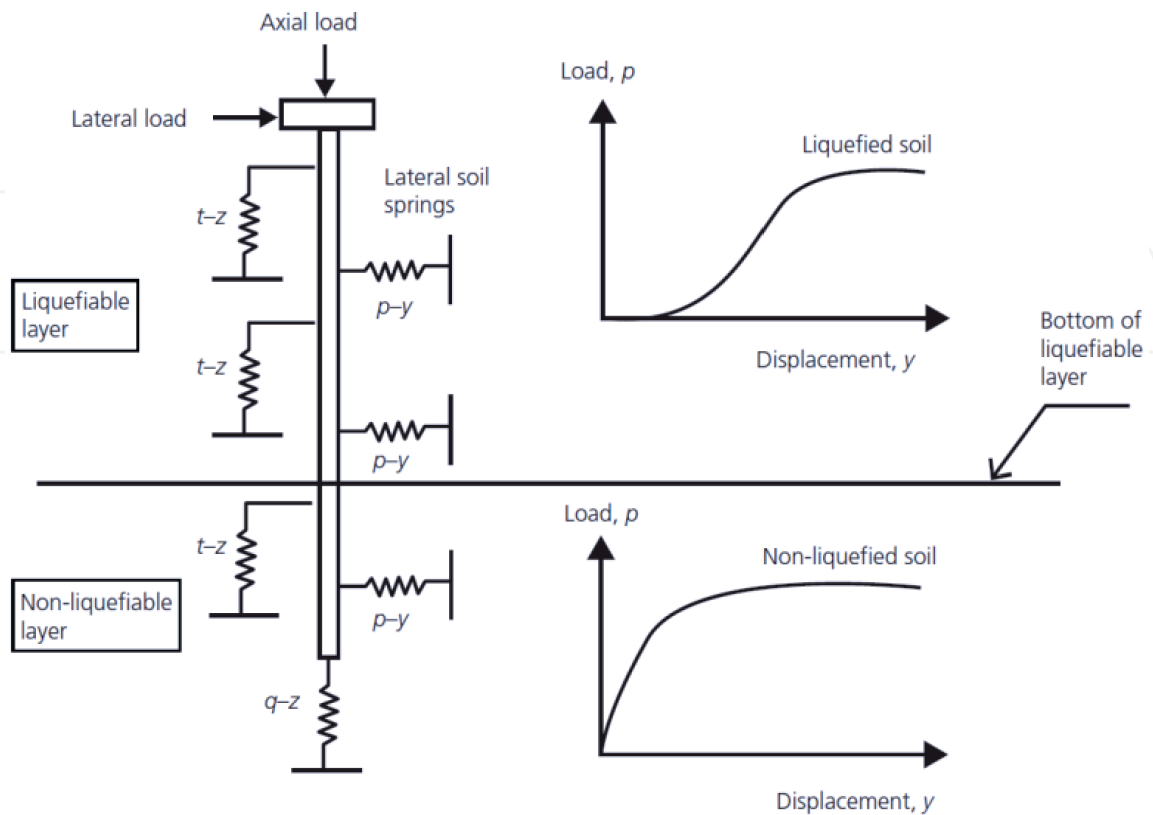 Axial load
Load, p
Lateral load
Liquefied soil
Lateral soil
springs
t–z
p–y
Liquefiable
layer
Bottom of
liquefiable
layer
t–z
Displacement, y
p–y
Load, p
t–z
Non-liquefied soil
Non-liquefiable
layer
p–y
q–z
Displacement, y